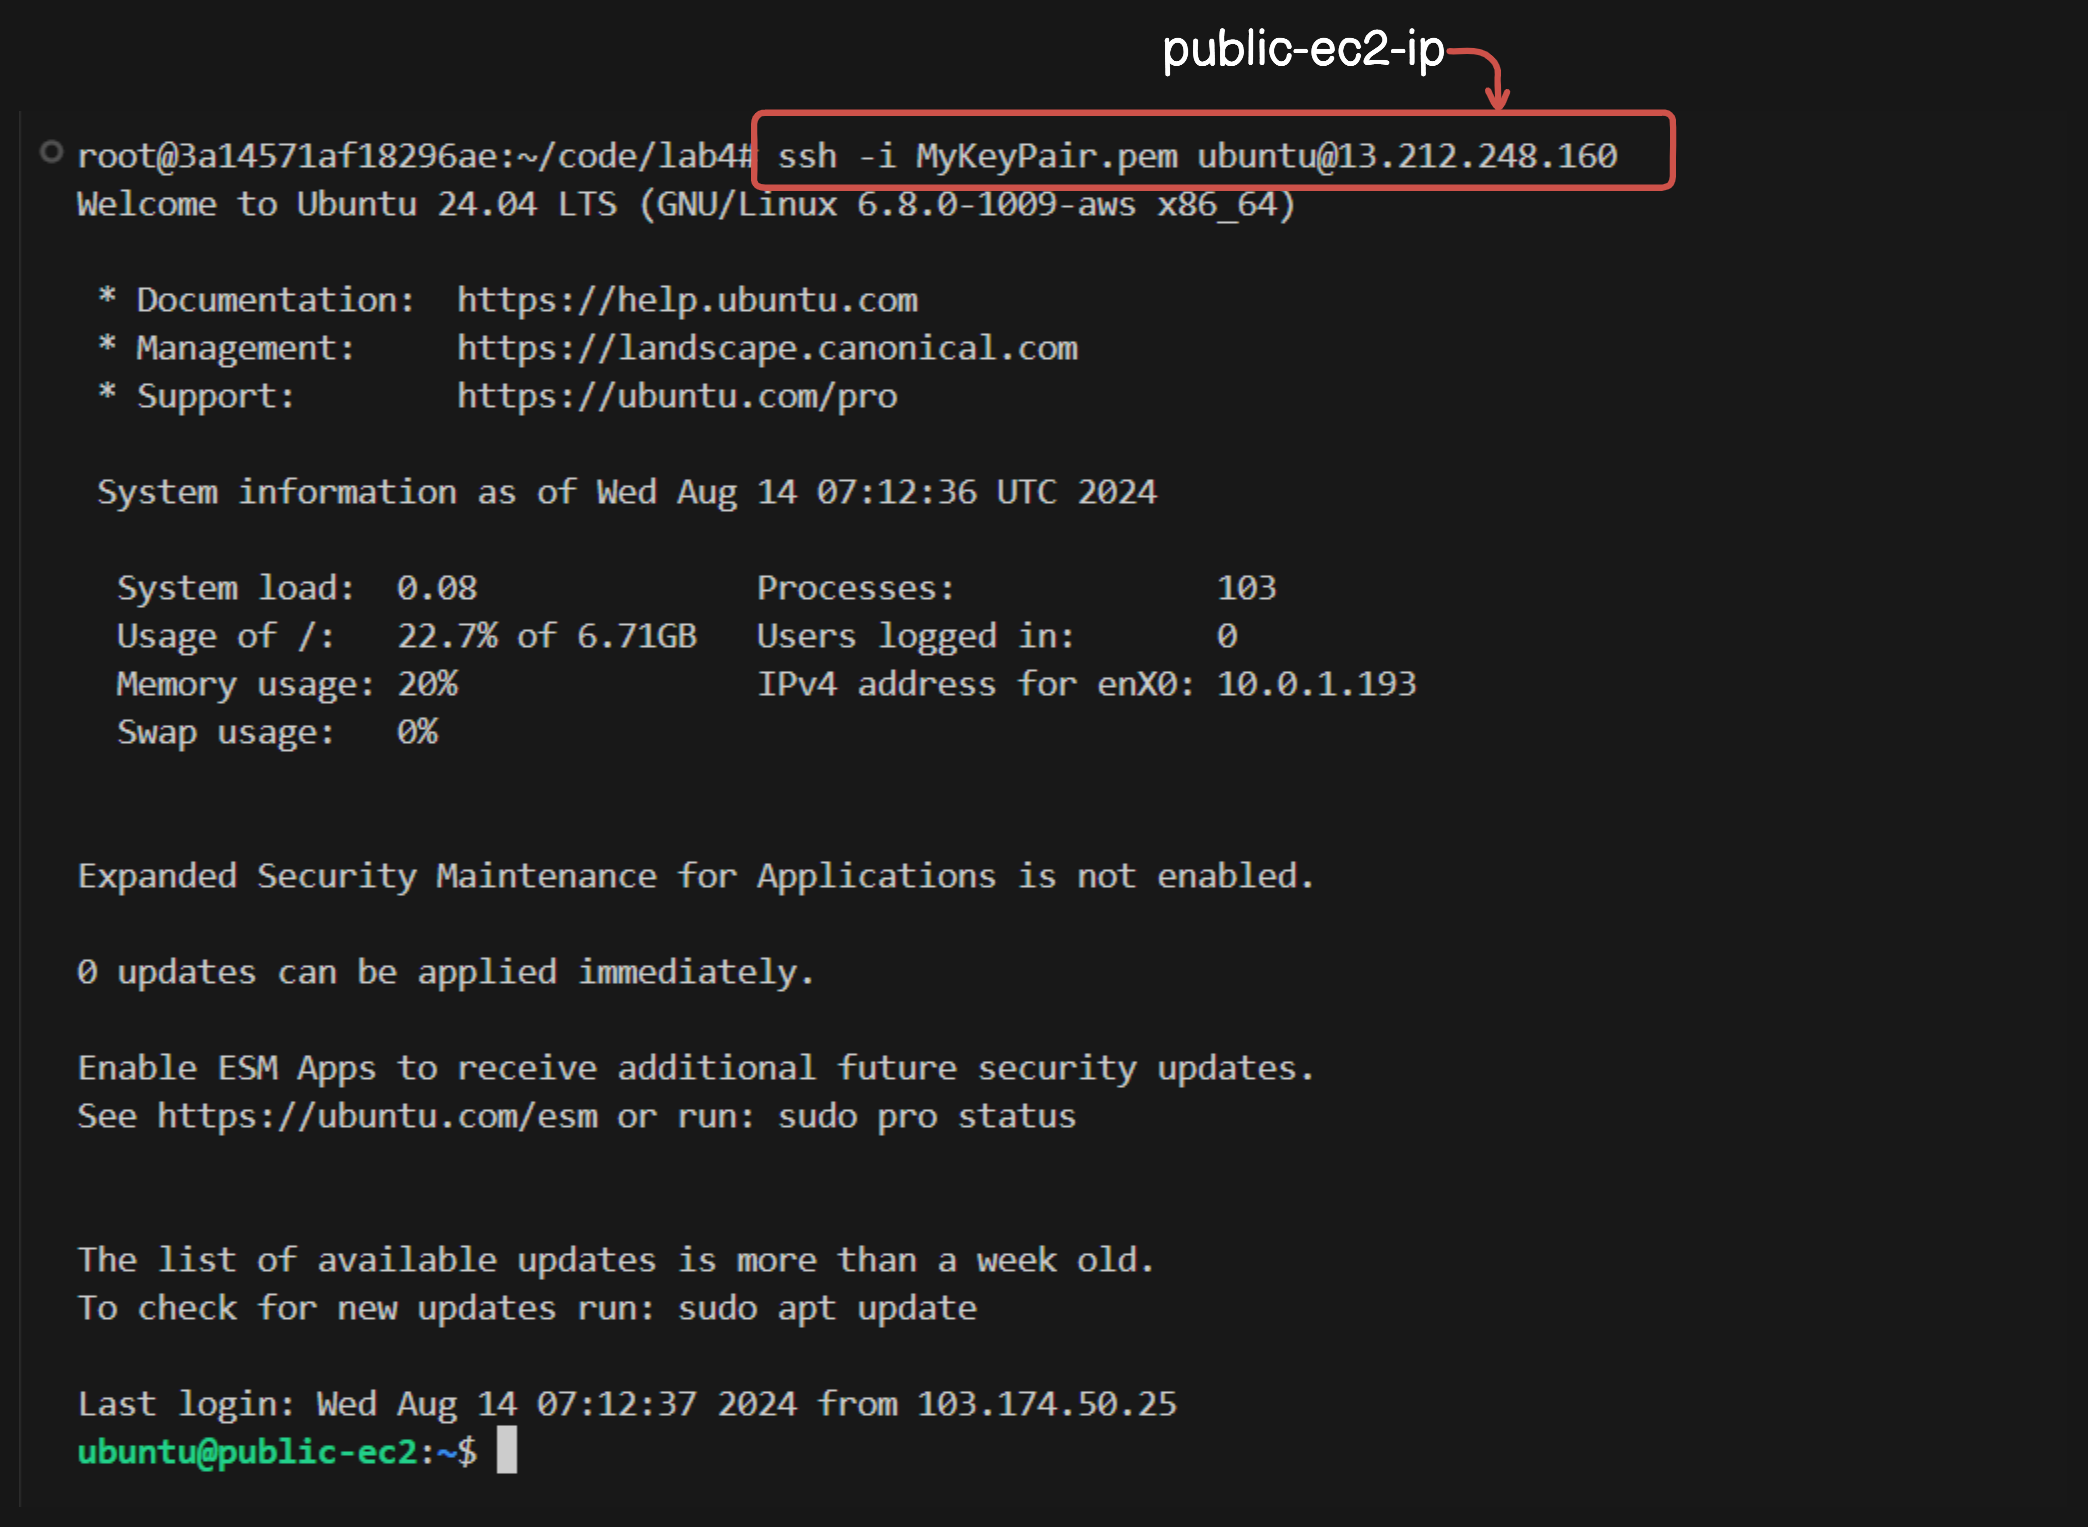 public-ec2-ip
root@3a14571af18296ae:~/code/lab4# ssh -i MyKeyPair.pem ubuntu@13.212.248.160
Welcome to Ubuntu 24.04 LTS (GNU/Linux 6.8.0-1009-aws x86_64)
* Documentation:  https://help.ubuntu.com
* Management:     https://landscape.canonical.com
* Support:        https://ubuntu.com/pro
System information as of Wed Aug 14 07:12:36 UTC 2024
System load:  0.08              Processes:             103
Usage of /:   22.7% of 6.71GB   Users logged in:       0
Memory usage: 20%               IPv4 address for enX0: 10.0.1.193
Swap usage:   0%
Expanded Security Maintenance for Applications is not enabled.
0 updates can be applied immediately.
Enable ESM Apps to receive additional future security updates.
See https://ubuntu.com/esm or run: sudo pro status
The list of available updates is more than a week old.
To check for new updates run: sudo apt update
Last login: Wed Aug 14 07:12:37 2024 from 103.174.50.25
ubuntu@public-ec2:~$